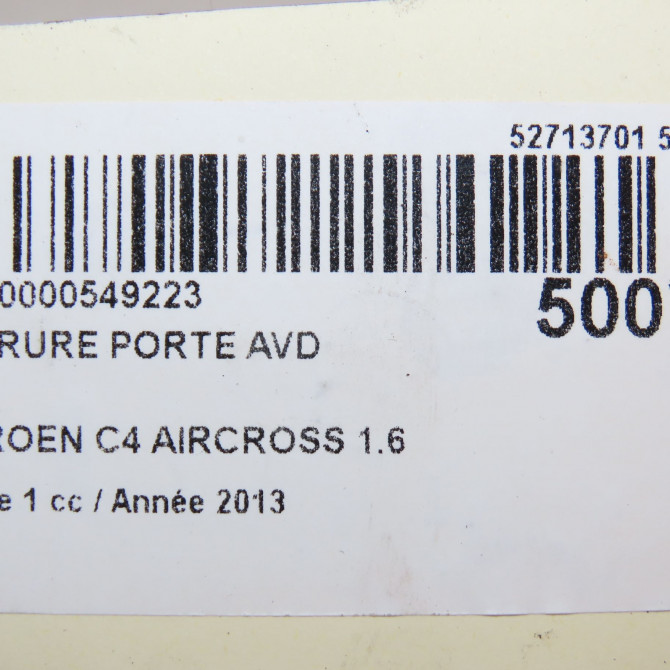 52713701 5
0000549223
500
RURE PORTE AVD
ROEN C4 AIRCROSS 1.6
e 1 cc / Année 2013